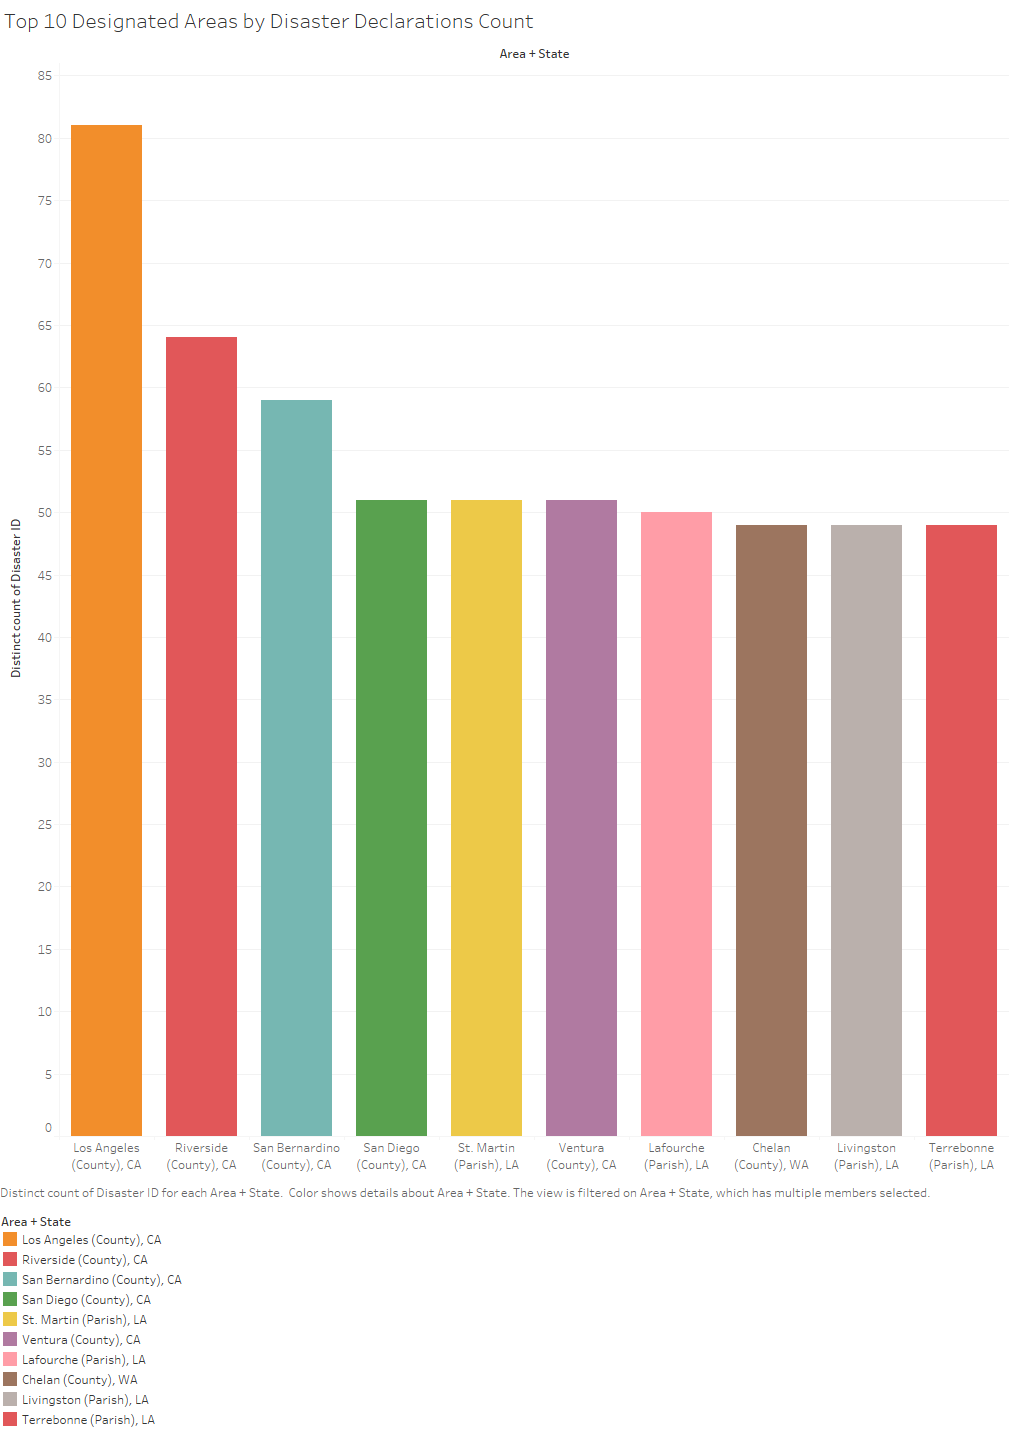 Top 10 Designated Areas by Disaster Declarations Count
Area + State
85
80
75
70
65
60
55
50
45
40
35
30
25
20
15
10
5
0
Distinct count of Disaster ID
Los Angeles
(County), CA
Riverside
(County), CA
San Bernardino
(County), CA
San Diego
(County), CA
St. Martin
(Parish), LA
Ventura
(County), CA
Lafourche
(Parish), LA
Chelan
(County), WA
Livingston
(Parish), LA
Terrebonne
(Parish), LA
Distinct count of Disaster ID for each Area + State.  Color shows details about Area + State. The view is filtered on Area + State, which has multiple members selected.
Area + State
Los Angeles (County), CA
Riverside (County), CA
San Bernardino (County), CA
San Diego (County), CA
St. Martin (Parish), LA
Ventura (County), CA
Lafourche (Parish), LA
Chelan (County), WA
Livingston (Parish), LA
Terrebonne (Parish), LA